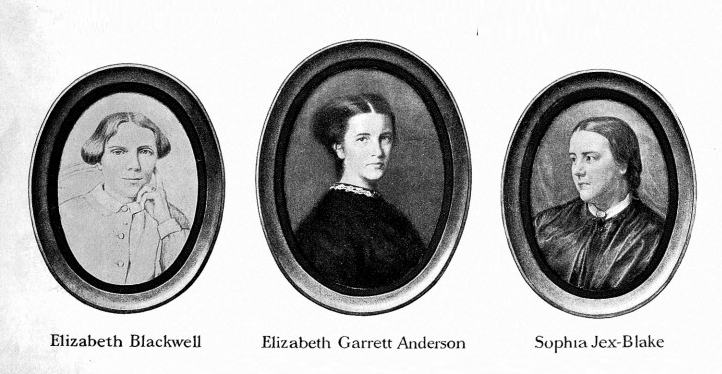 Elizabeth Blackwell
Elizabeth Garrett Anderson
Sophia Jex-Blake